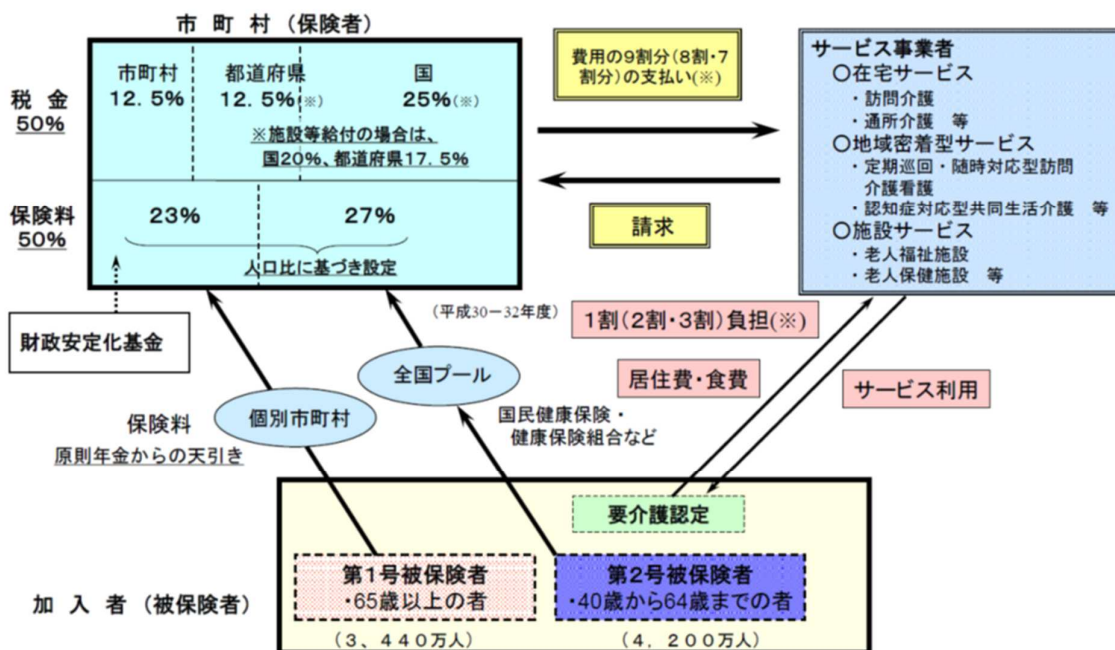 市 町 村（保険者）
税 金
50％
市町村
12．5％
都道府県
12．5％(※)
国
25％(※)
※施設等給付の場合は、
国20％、都道府県17．5％
保険料
50％
23％
27％
人口比に基づき設定
財政安定化基金
（平成30－32年度）
費用の９割分（８割・７
割分）の支払い(※)
請求
サービス事業者
○在宅サービス
・訪問介護
・通所介護　等
○地域密着型サービス
・定期巡回・随時対応型訪問
介護看護
・認知症対応型共同生活介護　等
○施設サービス
・老人福祉施設
・老人保健施設　等
１割（２割・３割）負担(※)
居住費・食費
サービス利用
全国プール
個別市町村
保険料
原則年金からの天引き
国民健康保険・
健康保険組合など
要介護認定
第１号被保険者
・65歳以上の者
第２号被保険者
・40歳から64歳までの者
加 入 者（被保険者）
（３、４４０万人）
（４，２００万人）